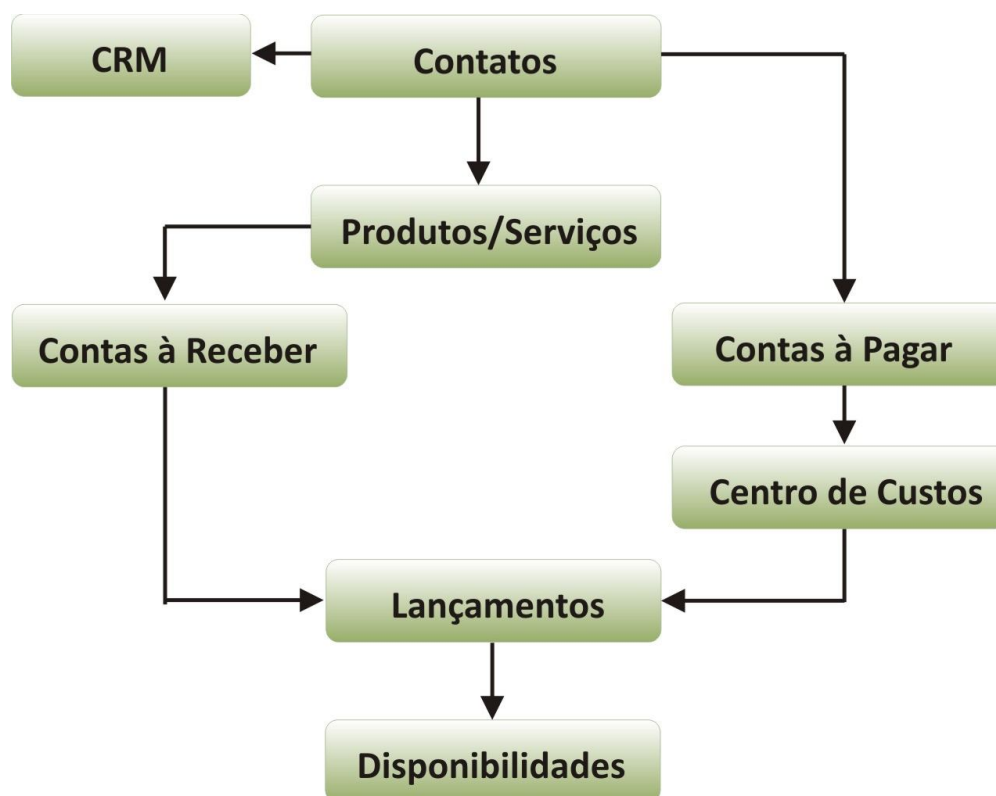 CRM
Contatos
Produtos/Serviços
Contas à Receber
Contas à Pagar
Centro de Custos
Lançamentos
Disponibilidades